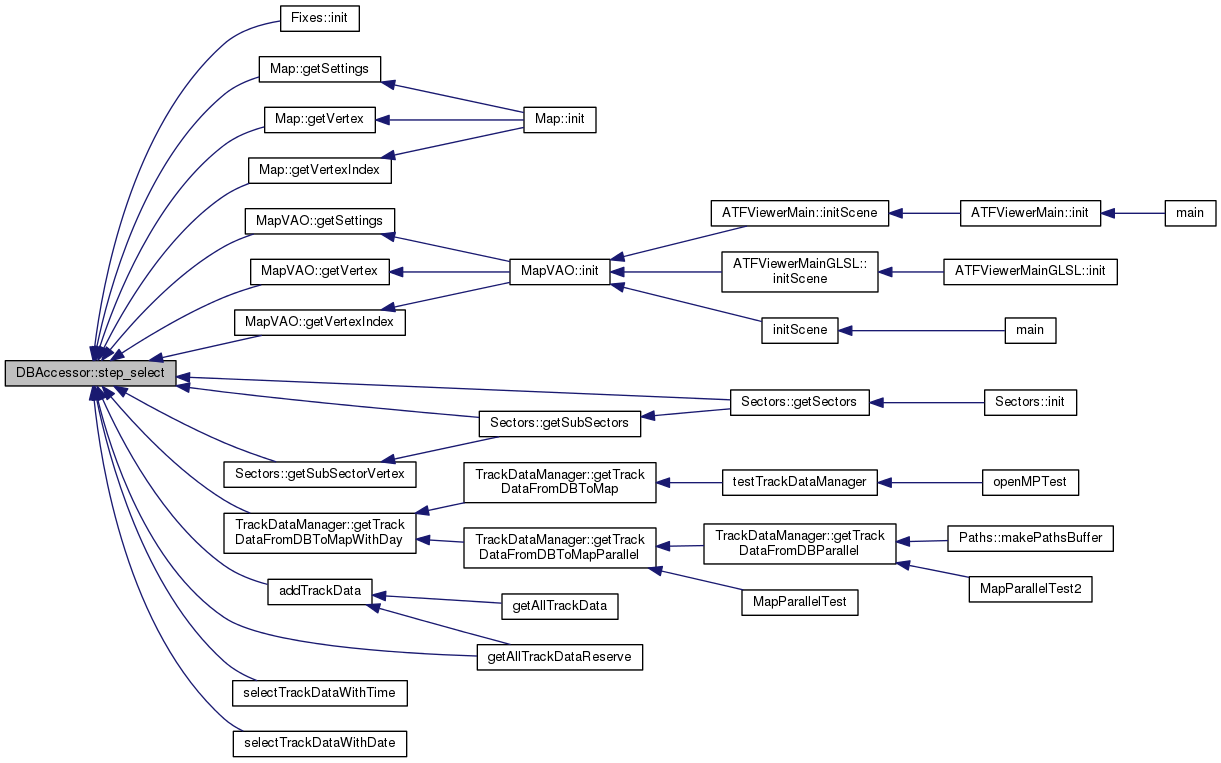 Fixes::init
Map::getSettings
Map::getVertex
Map::init
Map::getVertexIndex
MapVAO::getSettings
ATFViewerMain::initScene
ATFViewerMain::init
main
MapVAO::getVertex
MapVAO::init
ATFViewerMainGLSL::
initScene
ATFViewerMainGLSL::init
MapVAO::getVertexIndex
initScene
main
DBAccessor::step_select
Sectors::getSectors
Sectors::init
Sectors::getSubSectors
Sectors::getSubSectorVertex
TrackDataManager::getTrack
DataFromDBToMap
testTrackDataManager
openMPTest
TrackDataManager::getTrack
DataFromDBToMapWithDay
TrackDataManager::getTrack
DataFromDBToMapParallel
TrackDataManager::getTrack
DataFromDBParallel
Paths::makePathsBuffer
MapParallelTest2
addTrackData
getAllTrackData
MapParallelTest
getAllTrackDataReserve
selectTrackDataWithTime
selectTrackDataWithDate